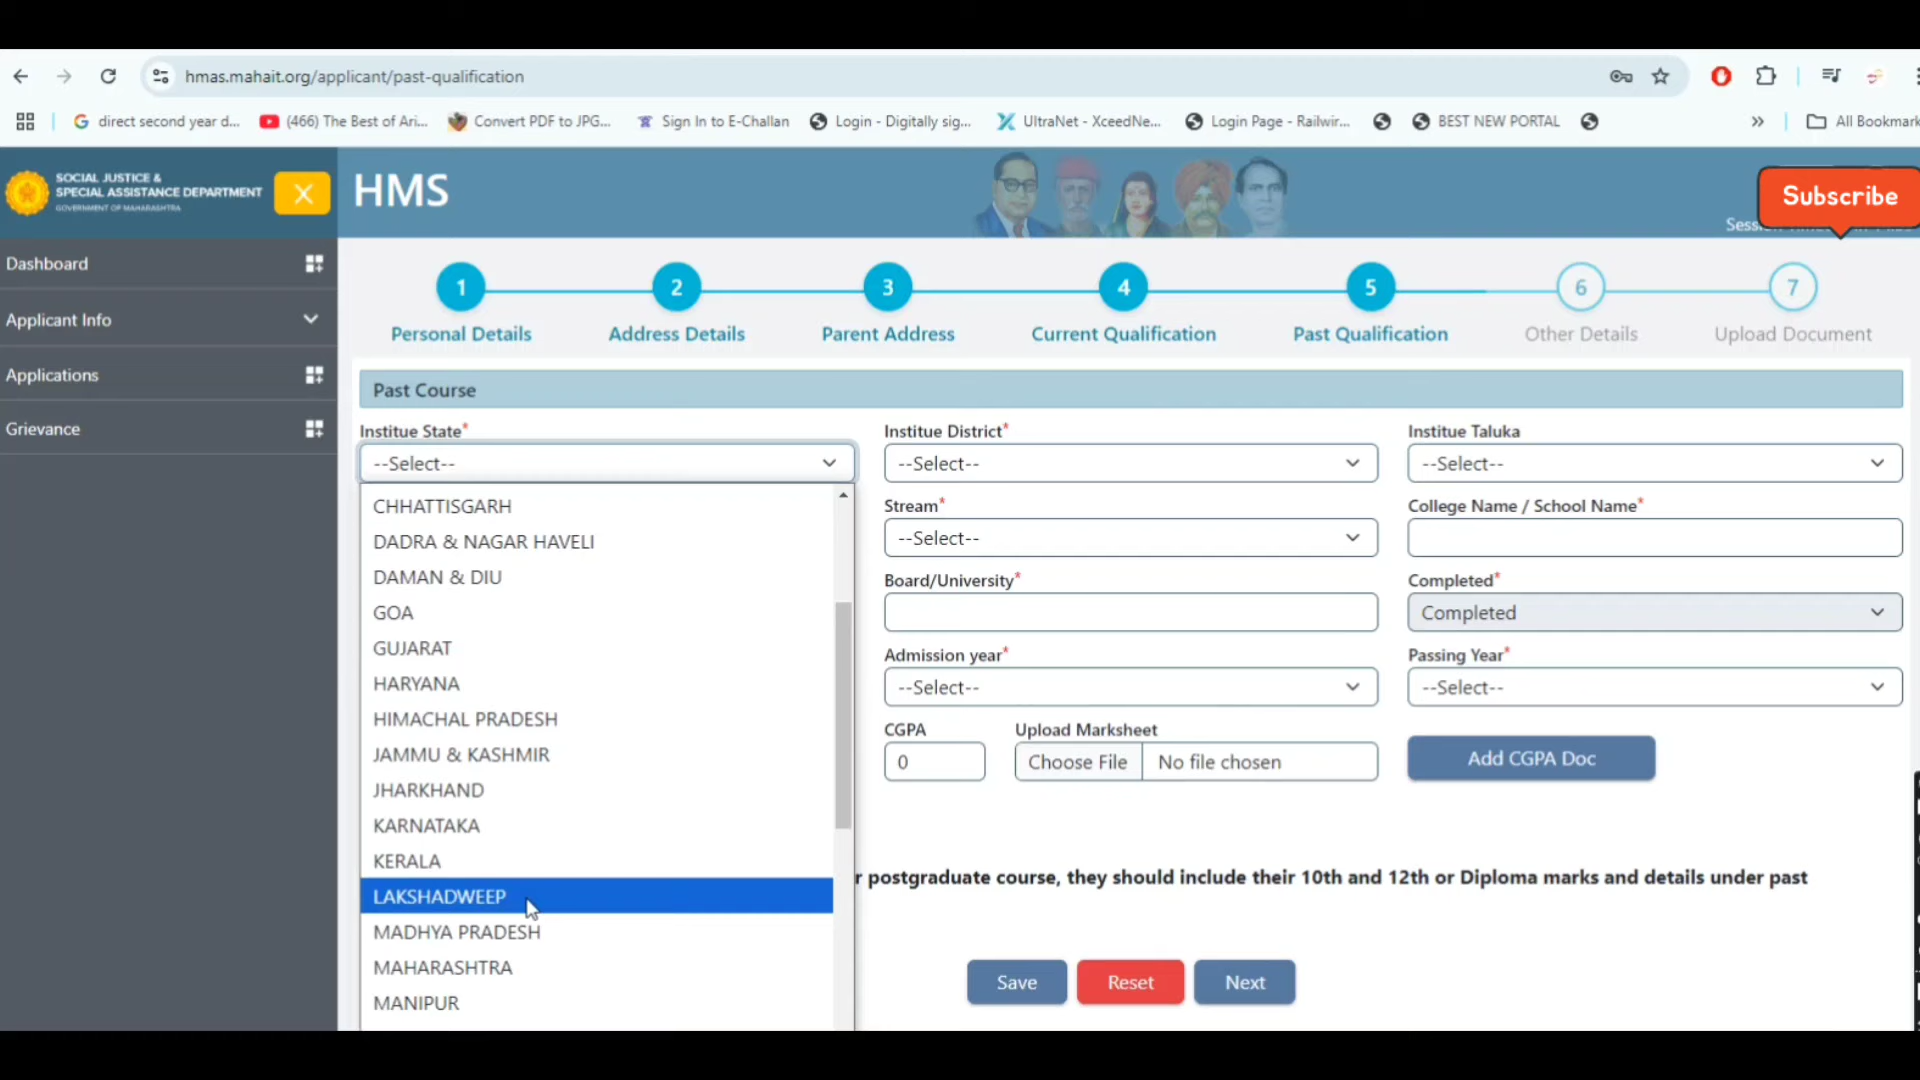 hmas.mahait.org/applicant/past-qualification
direct second year d...
(466) The Best of Ari...
Convert PDF to JPG...
Sign In to E-Challan
Login - Digitally sig...
UltraNet - XceedNe...
Login Page - Railwir...
BEST NEW PORTAL
»
All Bookmark
SOCIAL JUSTICE &
SPECIAL ASSISTANCE DEPARTMENT
GOVERNMENT OF MAHARASHTRA
HMS
Subscribe
Dashboard
Applicant Info
Applications
Grievance
1
2
3
4
5
6
7
Personal Details
Address Details
Parent Address
Current Qualification
Past Qualification
Other Details
Upload Document
Past Course
Institue State*
Institue District*
Institue Taluka
--Select--
--Select--
--Select--
CHHATTISGARH
DADRA & NAGAR HAVELI
DAMAN & DIU
GOA
GUJARAT
HARYANA
HIMACHAL PRADESH
JAMMU & KASHMIR
JHARKHAND
KARNATAKA
KERALA
LAKSHADWEEP
MADHYA PRADESH
MAHARASHTRA
MANIPUR
Stream*
College Name / School Name*
--Select--
Board/University*
Completed*
Completed
Admission year*
Passing Year*
--Select--
--Select--
CGPA
Upload Marksheet
0
Choose File
No file chosen
Add CGPA Doc
r postgraduate course, they should include their 10th and 12th or Diploma marks and details under past
Save
Reset
Next